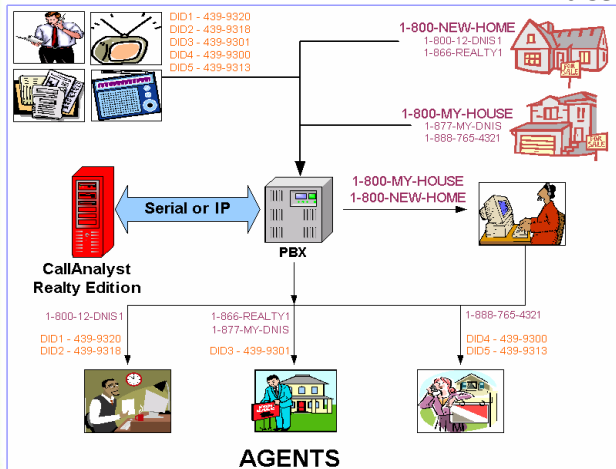 DID1 - 439-9320
DID2 - 439-9318
DID3 - 439-9301
DID4 - 439-9300
DID5 - 439-9313
1-800-NEW-HOME
1-800-12-DNIS1
1-866-REALTY1
FOR
SALE
1-800-MY-HOUSE
1-877-MY-DNIS
1-888-765-4321
FOR
SALE
Serial or IP
1-800-MY-HOUSE
1-800-NEW-HOME
PBX
CallAnalyst
Realty Edition
1-800-12-DNIS1
DID1 - 439-9320
DID2 - 439-9318
1-866-REALTY1
1-877-MY-DNIS
DID3 - 439-9301
1-888-765-4321
DID4 - 439-9300
DID5 - 439-9313
AGENTS